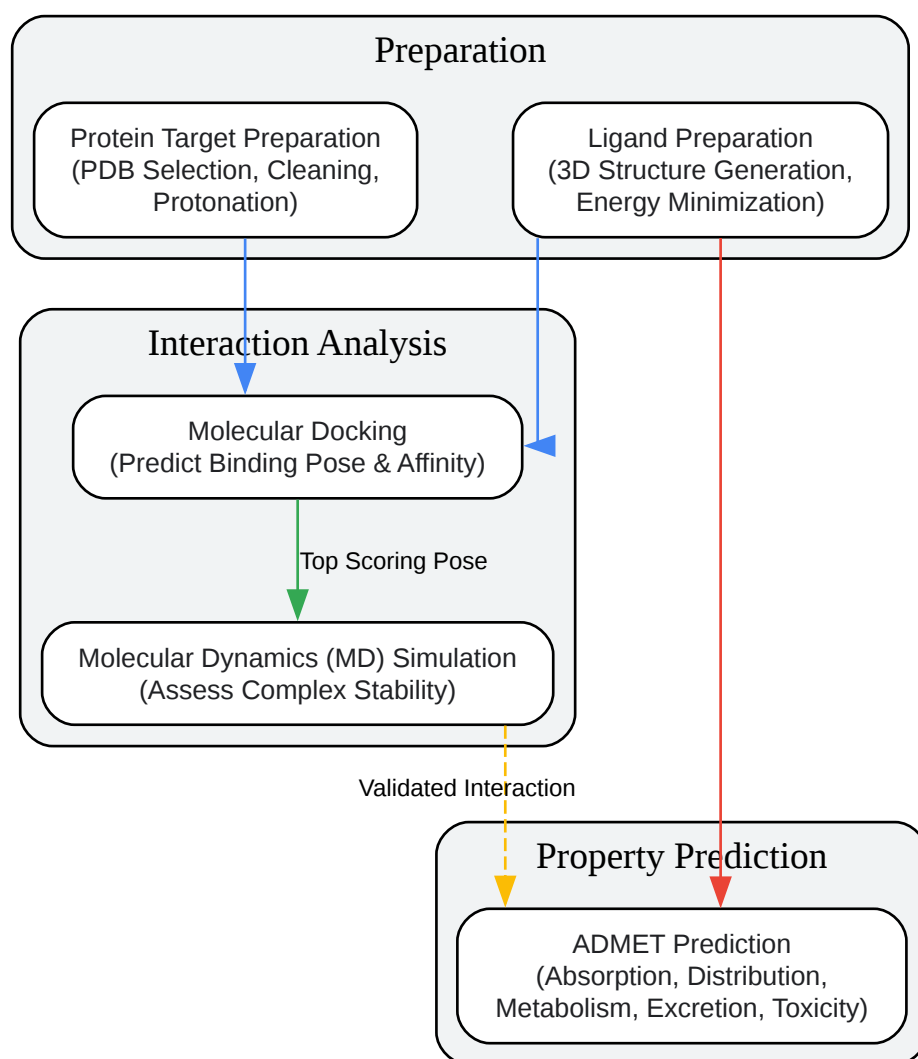 Preparation
Protein Target Preparation
(PDB Selection, Cleaning,
Protonation)
Ligand Preparation
(3D Structure Generation,
Energy Minimization)
Interaction Analysis
Molecular Docking
(Predict Binding Pose & Affinity)
Top Scoring Pose
Molecular Dynamics (MD) Simulation
(Assess Complex Stability)
Validated Interaction
Property Prediction
ADMET Prediction
(Absorption, Distribution,
Metabolism, Excretion, Toxicity)